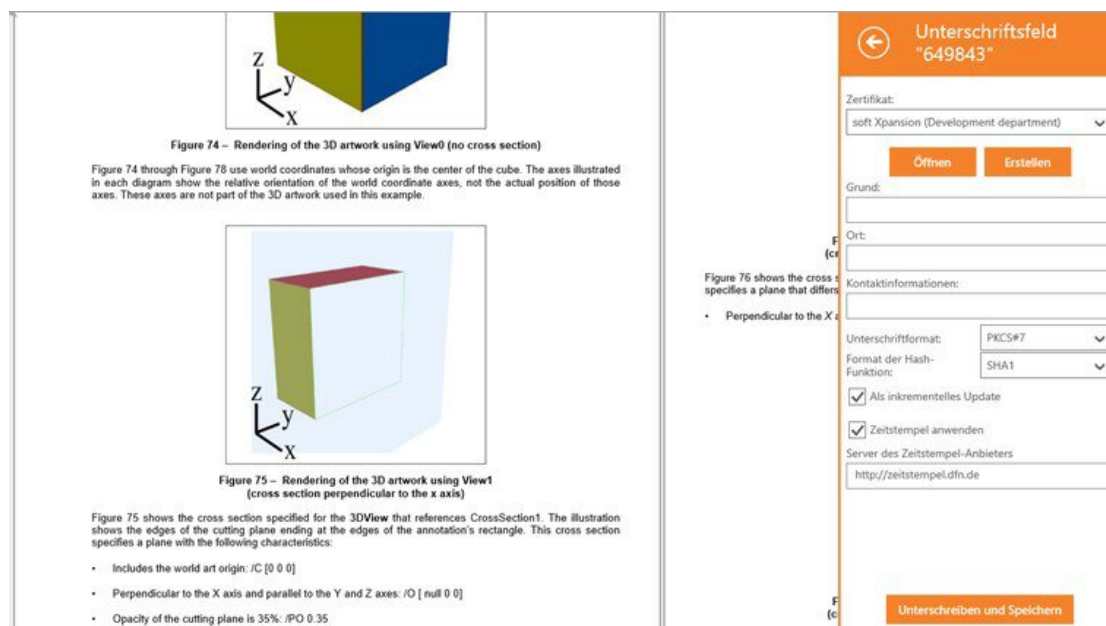 z
y
x
Figure 74 – Rendering of the 3D artwork using View0 (no cross section)
Figure 74 through Figure 78 use world coordinates whose origin is the center of the cube. The axes illustrated
in each diagram show the relative orientation of the world coordinate axes, not the actual position of those
axes. These axes are not part of the 3D artwork used in this example.
z
y
x
Figure 75 – Rendering of the 3D artwork using View1
(cross section perpendicular to the x axis)
Figure 75 shows the cross section specified for the 3DView that references CrossSection1. The illustration
shows the edges of the cutting plane ending at the edges of the annotation's rectangle. This cross section
specifies a plane with the following characteristics:
• Includes the world art origin: /C [0 0 0]
• Perpendicular to the X axis and parallel to the Y and Z axes: /O [ null 0 0]
• Opacity of the cutting plane is 35%: /PO 0.35
Figure 76 shows the cross
specifies a plane that differs
• Perpendicular to the X
Unterschriftsfeld
"649843"
Zertifikat:
soft Xpansion (Development department)
Öffnen Erstellen
Grund:
Ort:
Kontaktinformationen:
Unterschriftformat: PKCS#7
Format der Hash-
Funktion: SHA1
Als inkrementelles Update
Zeitstempel anwenden
Server des Zeitstempel-Anbieters
http://zeitstempel.dfn.de
Unterschreiben und Speichern